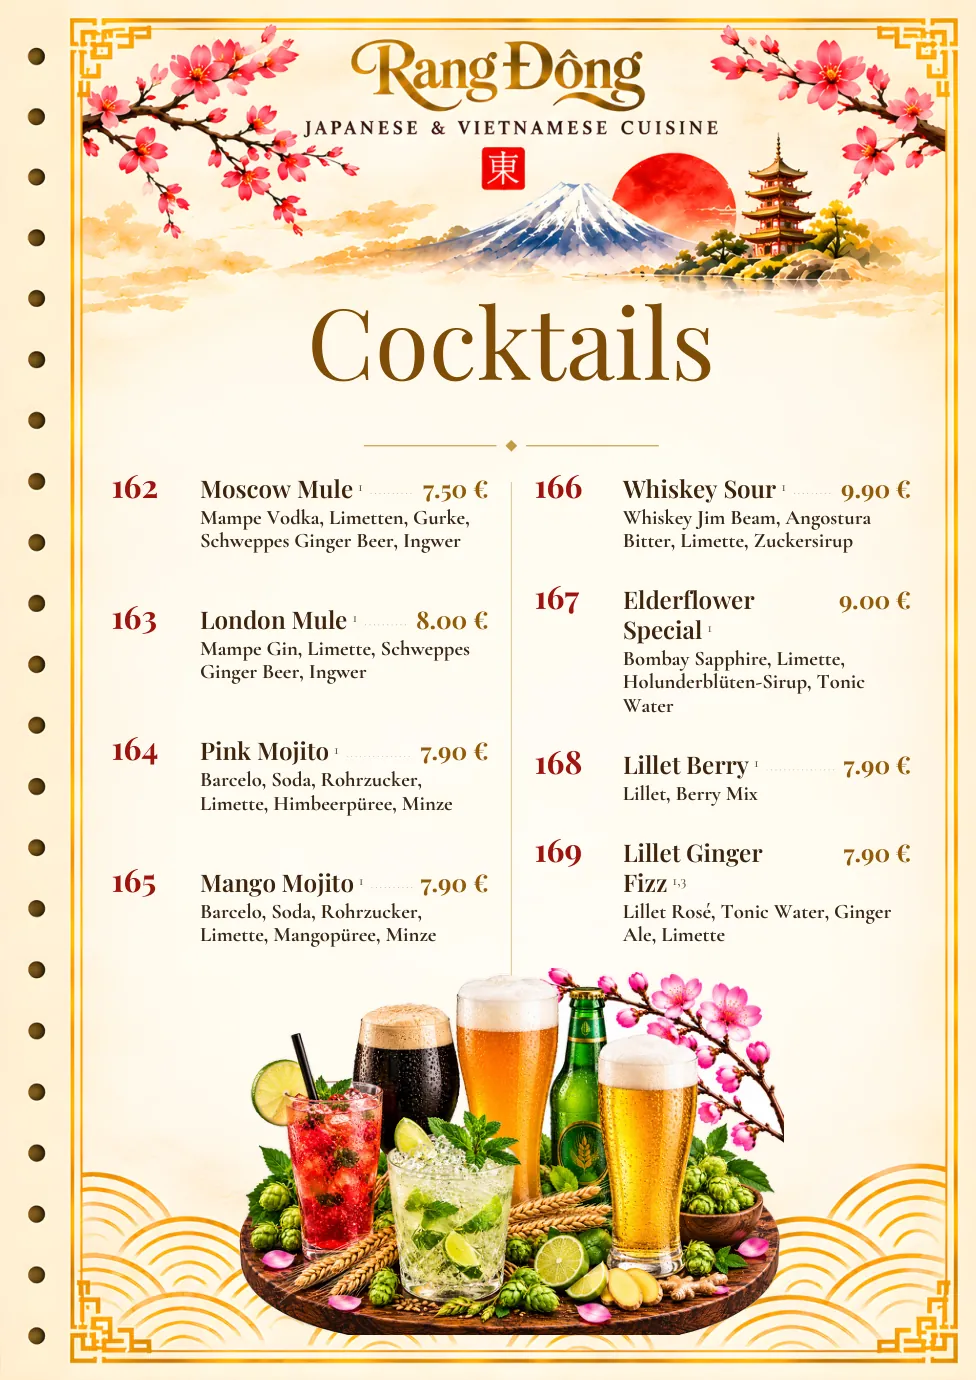 Rang Đông
JAPANESE & VIETNAMESE CUISINE
東
Cocktails
162 Moscow Mule 1 7.50 €
Mampe Vodka, Limetten, Gurke,
Schweppes Ginger Beer, Ingwer
163 London Mule 1 8.00 €
Mampe Gin, Limette, Schweppes
Ginger Beer, Ingwer
164 Pink Mojito 1 7.90 €
Barcelo, Soda, Rohrzucker,
Limette, Himbeerpüree, Minze
165 Mango Mojito 1 7.90 €
Barcelo, Soda, Rohrzucker,
Limette, Mangopüree, Minze
166 Whiskey Sour 1 9.90 €
Whiskey Jim Beam, Angostura
Bitter, Limette, Zuckersirup
167 Elderflower 9.00 €
Special 1
Bombay Sapphire, Limette,
Holunderblüten-Sirup, Tonic
Water
168 Lillet Berry 1 7.90 €
Lillet, Berry Mix
169 Lillet Ginger 7.90 €
Fizz 1,3
Lillet Rosé, Tonic Water, Ginger
Ale, Limette